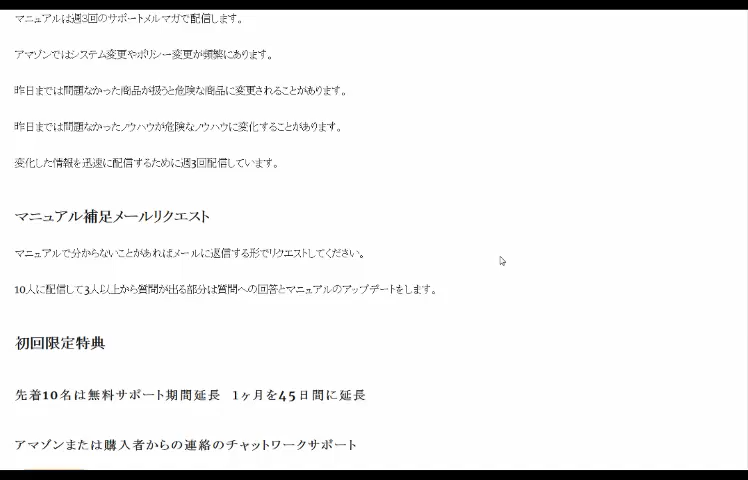 マニュアルは週3回のサポートメルマガで配信します。
アマゾンではシステム変更やポリシー変更が頻繁にあります。
昨日までは問題なかった商品が扱うと危険な商品に変更されることがあります。
昨日までは問題なかったノウハウが危険なノウハウに変化することがあります。
変化した情報を迅速に配信するために週3回配信しています。
マニュアル補足メールリクエスト
マニュアルで分からないことがあればメールに返信する形でリクエストしてください。
10人に配信して3人以上から質問が出る部分は質問への回答とマニュアルのアップデートをします。
初回限定特典
先着10名は無料サポート期間延長 1ヶ月を45日間に延長
アマゾンまたは購入者からの連絡のチャットワークサポート